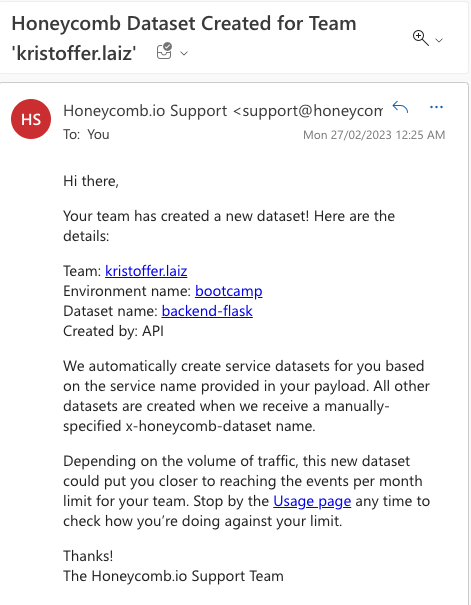 Honeycomb Dataset Created for Team
'kristoffer.laiz'
HS
Honeycomb.io Support <support@honeycom
To: You
Mon 27/02/2023 12:25 AM
Hi there,
Your team has created a new dataset! Here are the
details:
Team: kristoffer.laiz
Environment name: bootcamp
Dataset name: backend-flask
Created by: API
We automatically create service datasets for you based
on the service name provided in your payload. All other
datasets are created when we receive a manually-
specified x-honeycomb-dataset name.
Depending on the volume of traffic, this new dataset
could put you closer to reaching the events per month
limit for your team. Stop by the Usage page any time to
check how you're doing against your limit.
Thanks!
The Honeycomb.io Support Team